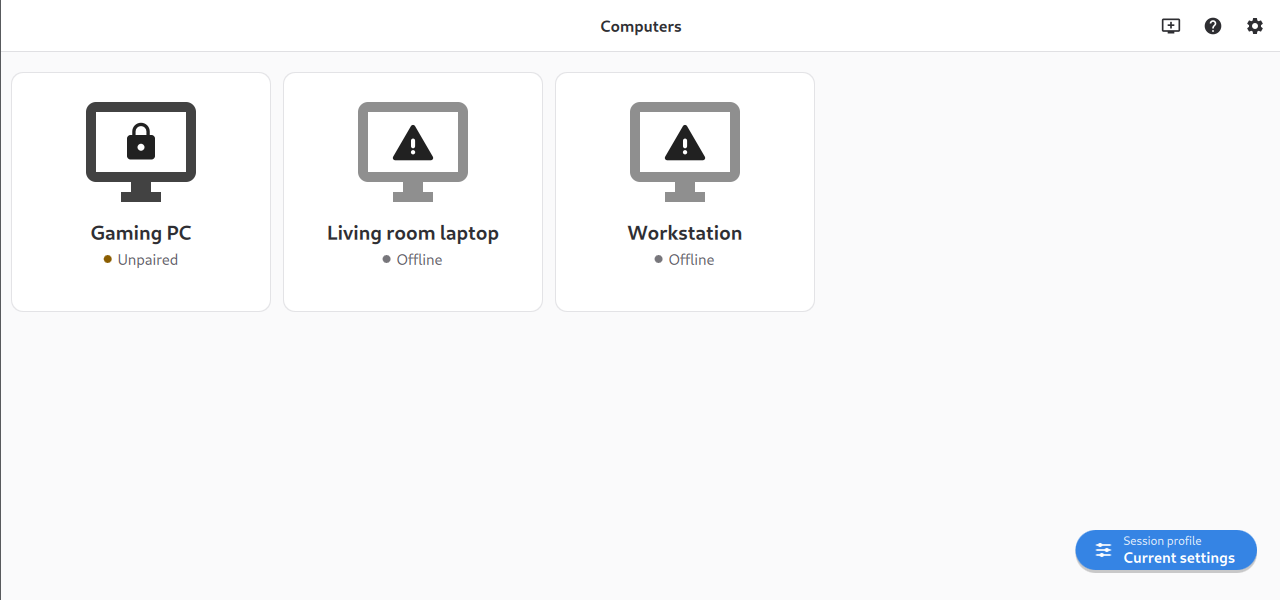 Computers
Gaming PC
Unpaired
Living room laptop
Offline
Workstation
Offline
Session profile
Current settings